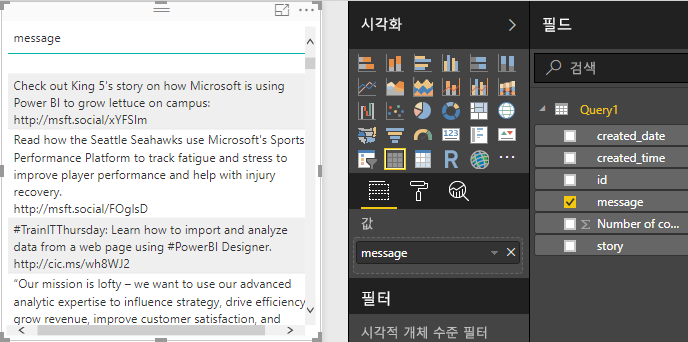 message
Check out King 5's story on how Microsoft is using
Power BI to grow lettuce on campus:
http://msft.social/xYFSIm
Read how the Seattle Seahawks use Microsoft's Sports
Performance Platform to track fatigue and stress to
improve player performance and help with injury
recovery.
http://msft.social/FOgIsD
#TrainITThursday: Learn how to import and analyze
data from a web page using #PowerBI Designer.
http://cic.ms/wh8WJ2
“Our mission is lofty – we want to use our advanced
analytic expertise to influence strategy, drive efficiency
grow revenue, improve customer satisfaction, and
시각화
123
R
값
message
필터
시각적 개체 수준 필터
필드
검색
Query1
created_date
created_time
id
message
Σ Number of co...
story